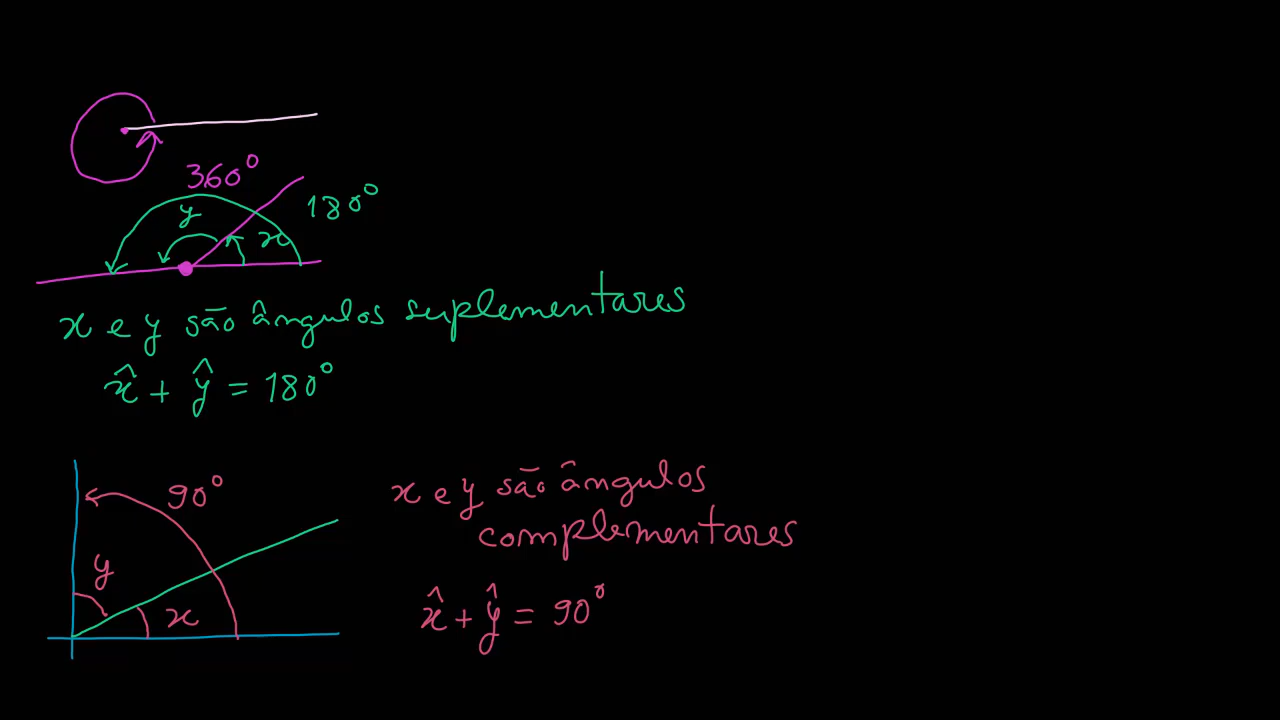 360°
180°
y
x
x e y são ângulos suplementares
x̂ + ŷ = 180°
90°
y
x
x e y são ângulos
complementares
x̂ + ŷ = 90°